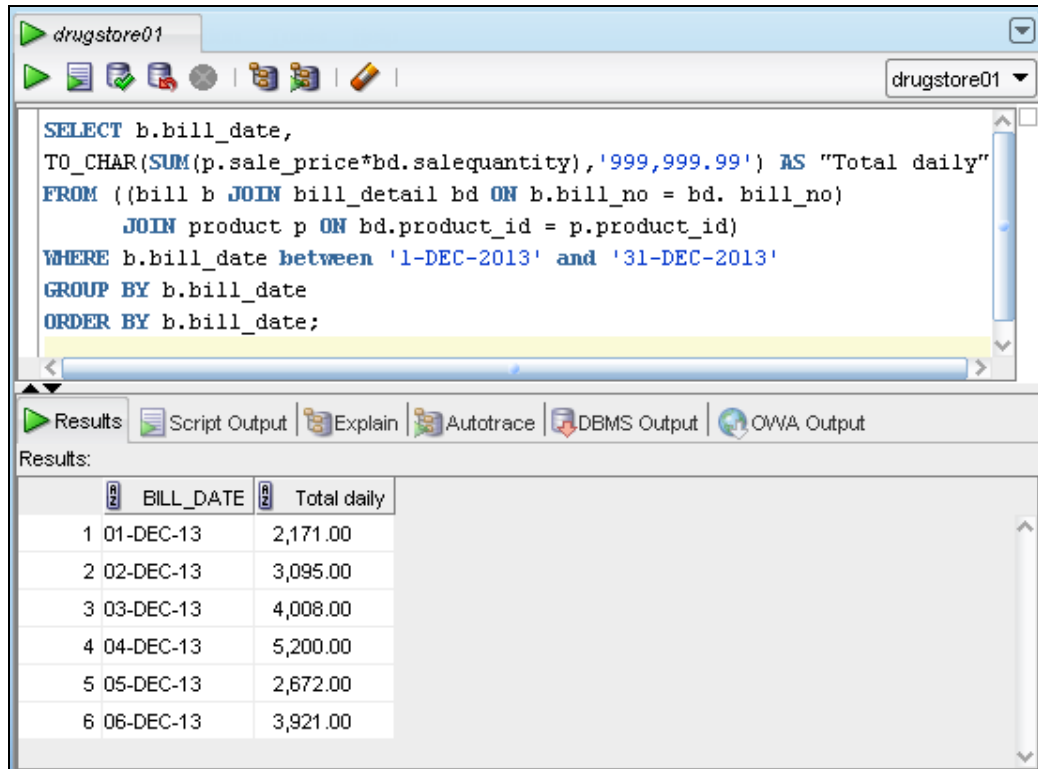 drugstore01
drugstore01
SELECT b.bill_date,
TO_CHAR(SUM(p.sale_price*bd.salequantity),'999,999.99') AS "Total daily"
FROM ((bill b JOIN bill_detail bd ON b.bill_no = bd. bill_no)
JOIN product p ON bd.product_id = p.product_id)
WHERE b.bill_date between '1-DEC-2013' and '31-DEC-2013'
GROUP BY b.bill_date
ORDER BY b.bill_date;
Results Script Output Explain Autotrace DBMS Output OWA Output
Results:
BILL_DATE Total daily
1 01-DEC-13 2,171.00
2 02-DEC-13 3,095.00
3 03-DEC-13 4,008.00
4 04-DEC-13 5,200.00
5 05-DEC-13 2,672.00
6 06-DEC-13 3,921.00